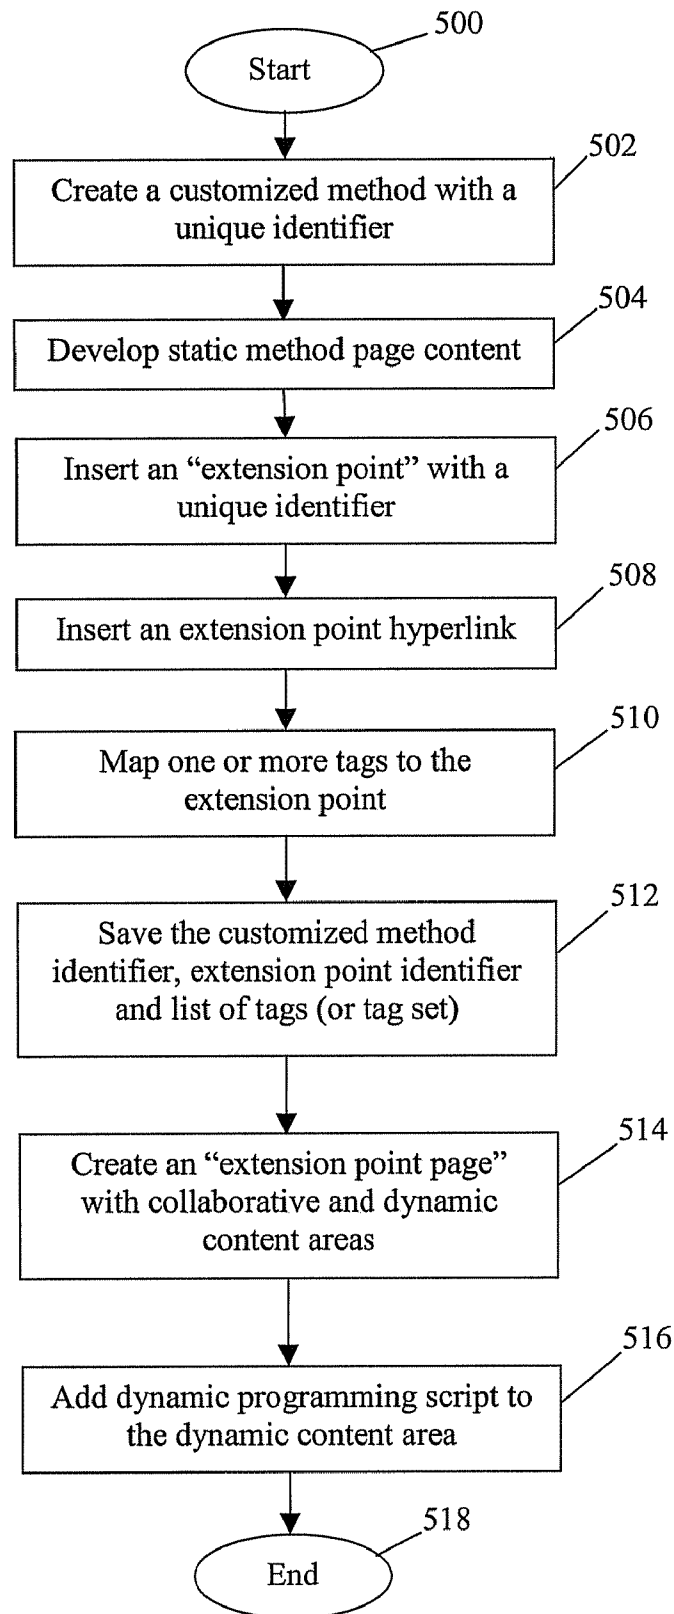 500
Start
502
Create a customized method with a
unique identifier
504
Develop static method page content
506
Insert an “extension point” with a
unique identifier
508
Insert an extension point hyperlink
510
Map one or more tags to the
extension point
512
Save the customized method
identifier, extension point identifier
and list of tags (or tag set)
514
Create an “extension point page”
with collaborative and dynamic
content areas
516
Add dynamic programming script to
the dynamic content area
518
End